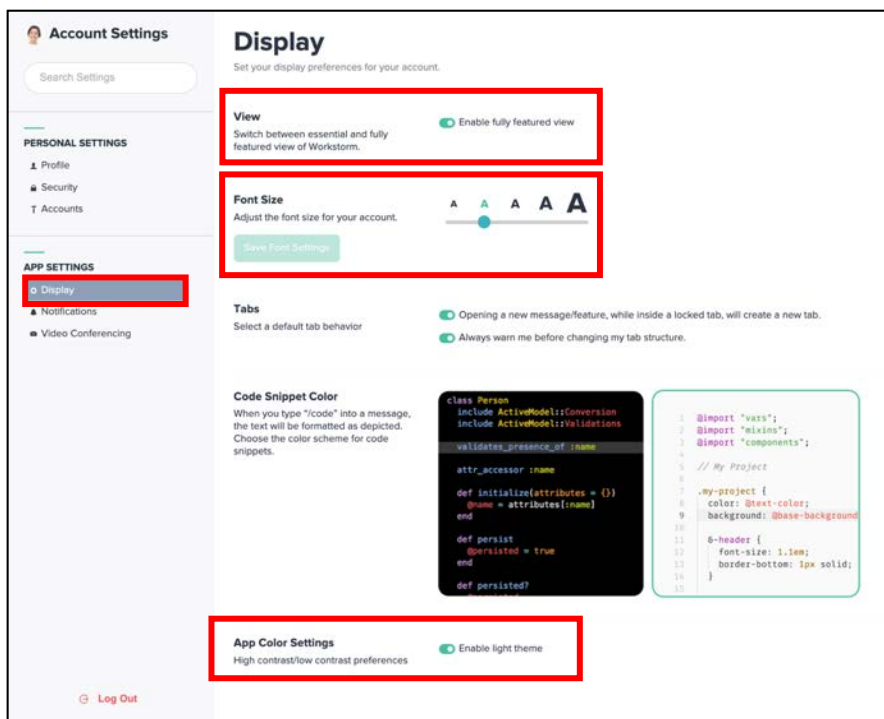 Account Settings
Search Settings
PERSONAL SETTINGS
Profile
Security
Accounts
APP SETTINGS
Display
Notifications
Video Conferencing
Log Out
Display
Set your display preferences for your account.
View
Switch between essential and fully
featured view of Workstorm.
Enable fully featured view
Font Size
Adjust the font size for your account.
A A A A A
Save Font Settings
Tabs
Select a default tab behavior
Opening a new message/feature, while inside a locked tab, will create a new tab.
Always warn me before changing my tab structure.
Code Snippet Color
When you type "/code" into a message,
the text will be formatted as depicted.
Choose the color scheme for code
snippets.
class Person
include ActiveModel::Conversion
include ActiveModel::Validations
validates_presence_of :name
attr_accessor :name
def initialize(attributes = {})
@name = attributes[:name]
end
def persist
@persisted = true
end
def persisted?
1 @import "vars";
2 @import "mixins";
3 @import "components";
4
5 // My Project
6
7 .my-project {
8 color: @text-color;
9 background: @base-background
10
11 &-header {
12 font-size: 1.1em;
13 border-bottom: 1px solid;
14 }
15
App Color Settings
High contrast/low contrast preferences
Enable light theme